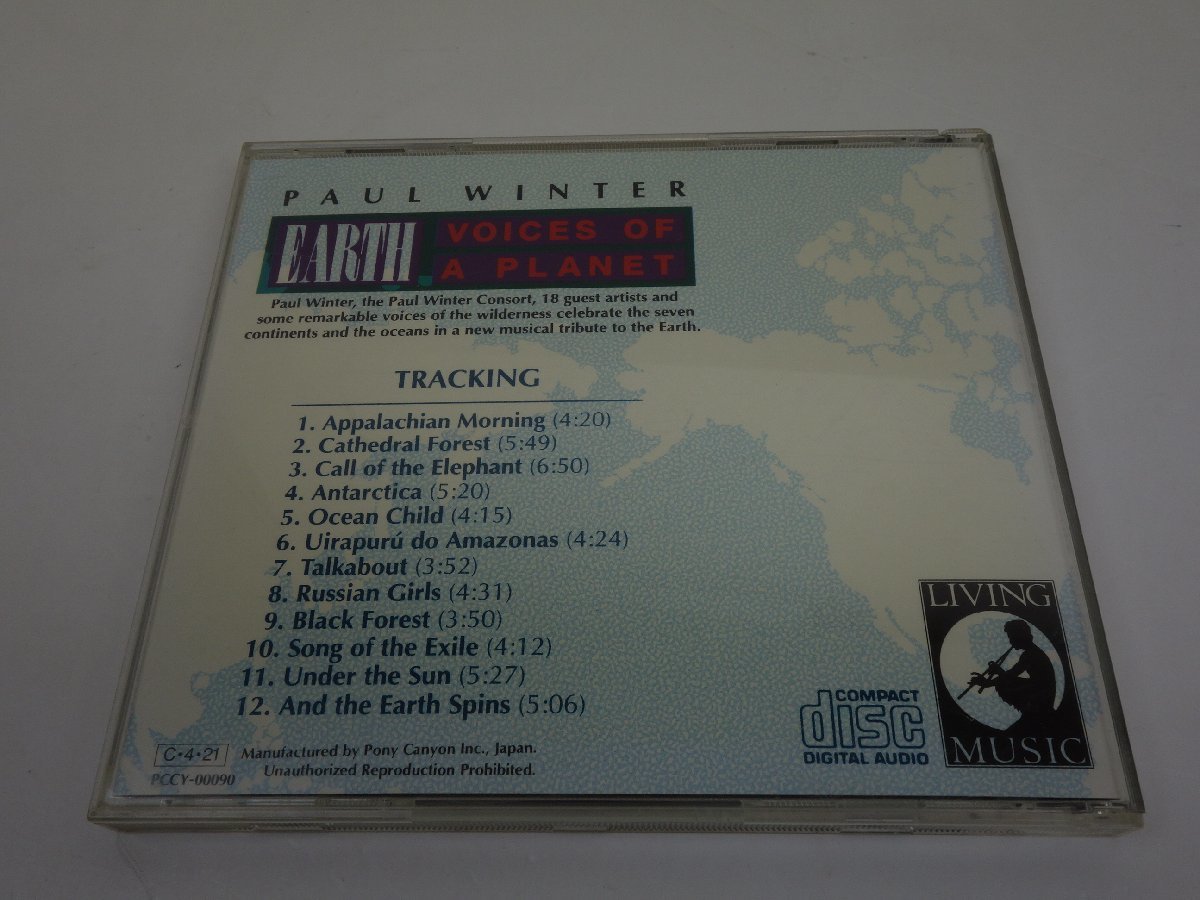 PAUL WINTER
EARTH
VOICES OF
A PLANET
Paul Winter, the Paul Winter Consort, 18 guest artists and
some remarkable voices of the wilderness celebrate the seven
continents and the oceans in a new musical tribute to the Earth.
TRACKING
1. Appalachian Morning (4:20)
2. Cathedral Forest (5:49)
3. Call of the Elephant (6:50)
4. Antarctica (5:20)
5. Ocean Child (4:15)
6. Uirapurú do Amazonas (4:24)
7. Talkabout (3:52)
8. Russian Girls (4:31)
9. Black Forest (3:50)
10. Song of the Exile (4:12)
11. Under the Sun (5:27)
12. And the Earth Spins (5:06)
C•4•21
Manufactured by Pony Canyon Inc., Japan.
Unauthorized Reproduction Prohibited.
PCCY-00090
COMPACT
disc
DIGITAL AUDIO
LIVING
MUSIC